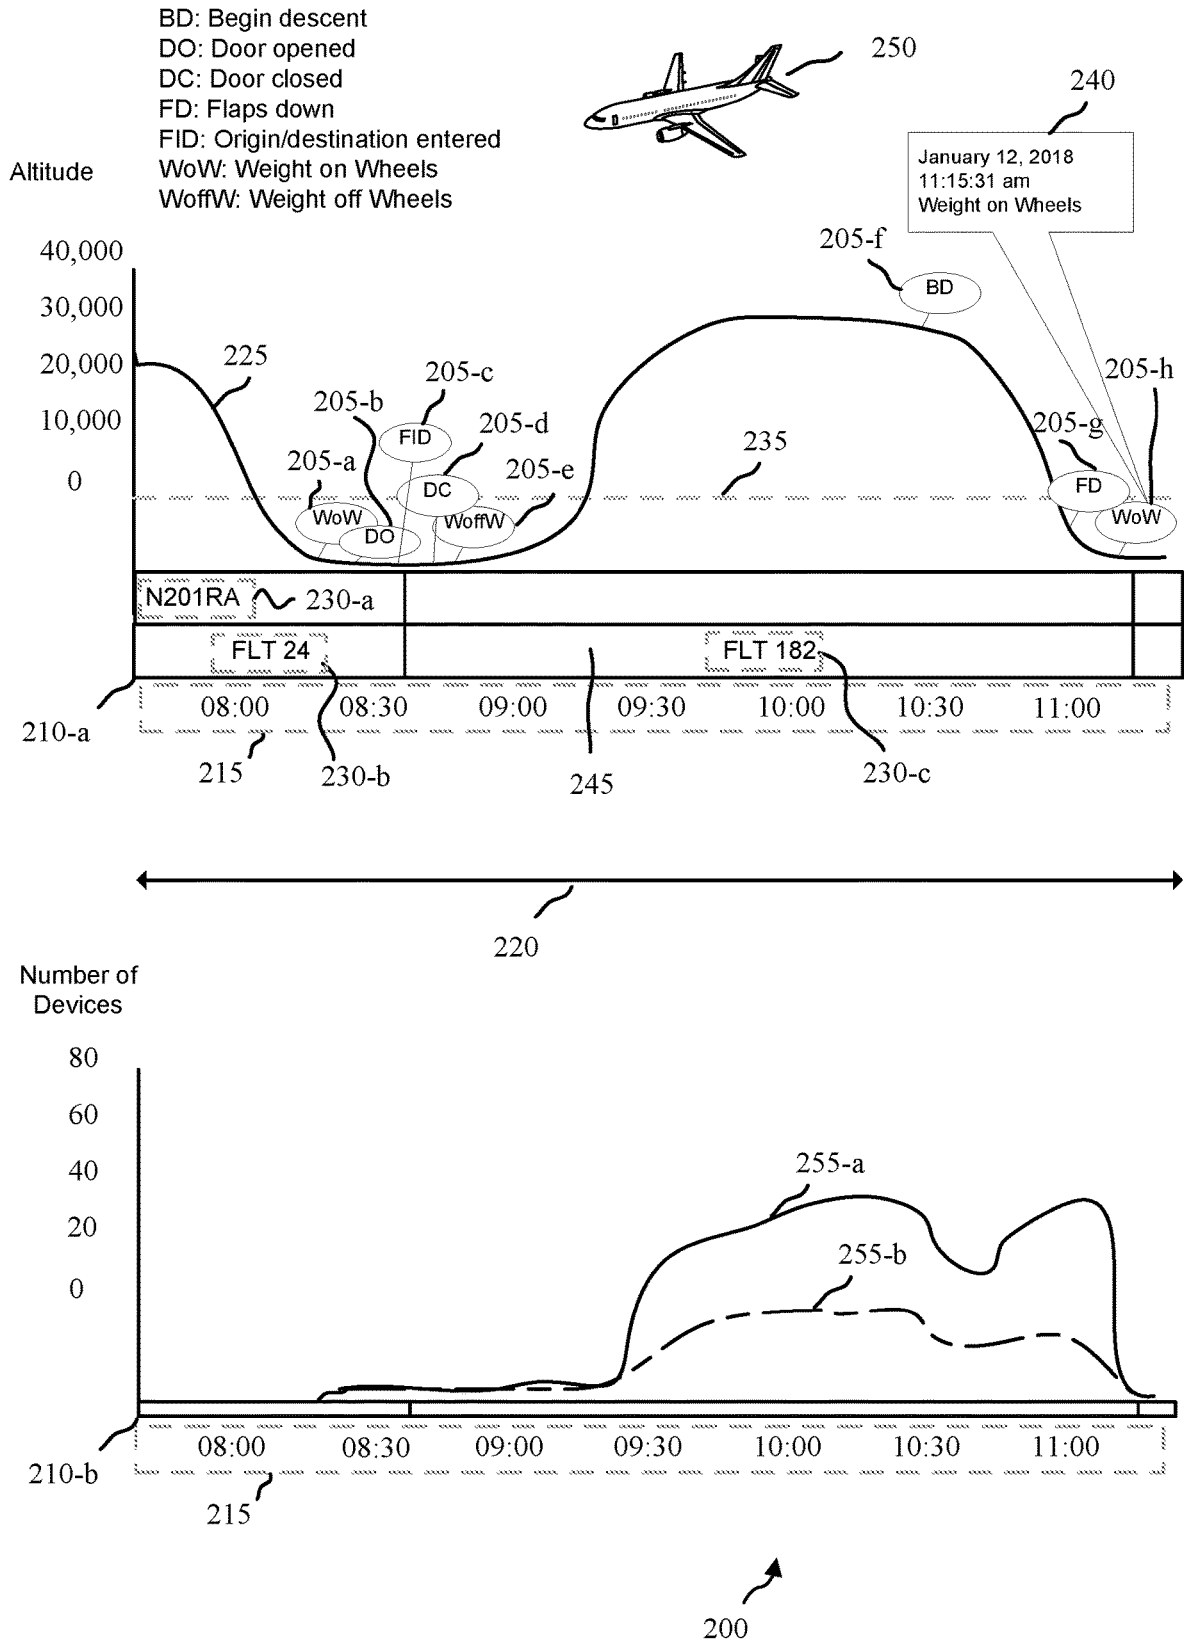 BD: Begin descent
DO: Door opened
DC: Door closed
FD: Flaps down
FID: Origin/destination entered
WoW: Weight on Wheels
WoffW: Weight off Wheels
250
240
January 12, 2018
11:15:31 am
Weight on Wheels
Altitude
40,000
30,000
20,000
10,000
0
205-f
BD
225
205-c
205-b
FID
205-d
205-a
DC
205-e
WoW
DO
WoffW
235
205-h
205-g
FD
WoW
N201RA
230-a
FLT 24
FLT 182
08:00 08:30 09:00 09:30 10:00 10:30 11:00
210-a
215
230-b
245
230-c
220
Number of
Devices
80
60
40
20
0
255-a
255-b
08:00 08:30 09:00 09:30 10:00 10:30 11:00
210-b
215
200